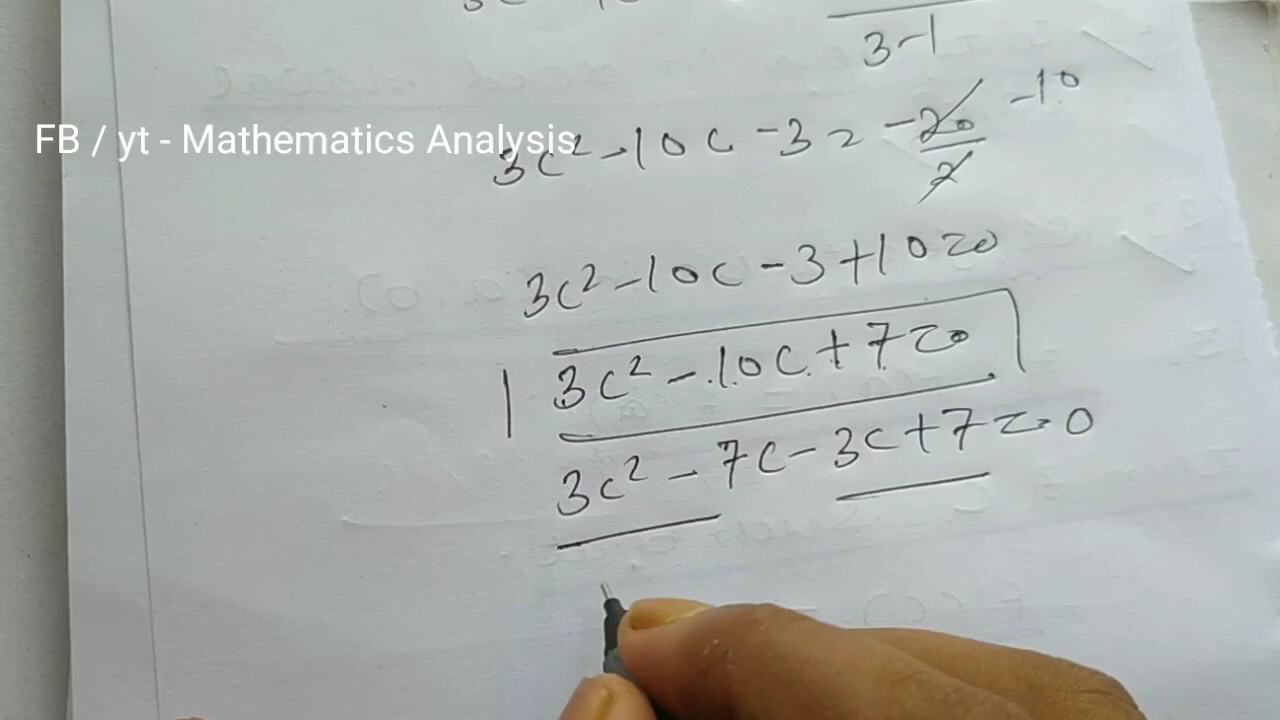 3-1
FB / yt - Mathematics Analysis
3c² - 10c - 3 = -20/2 -10
3c² - 10c - 3 + 10 = 0
3c² - 10c + 7 = 0
3c² - 7c - 3c + 7 = 0